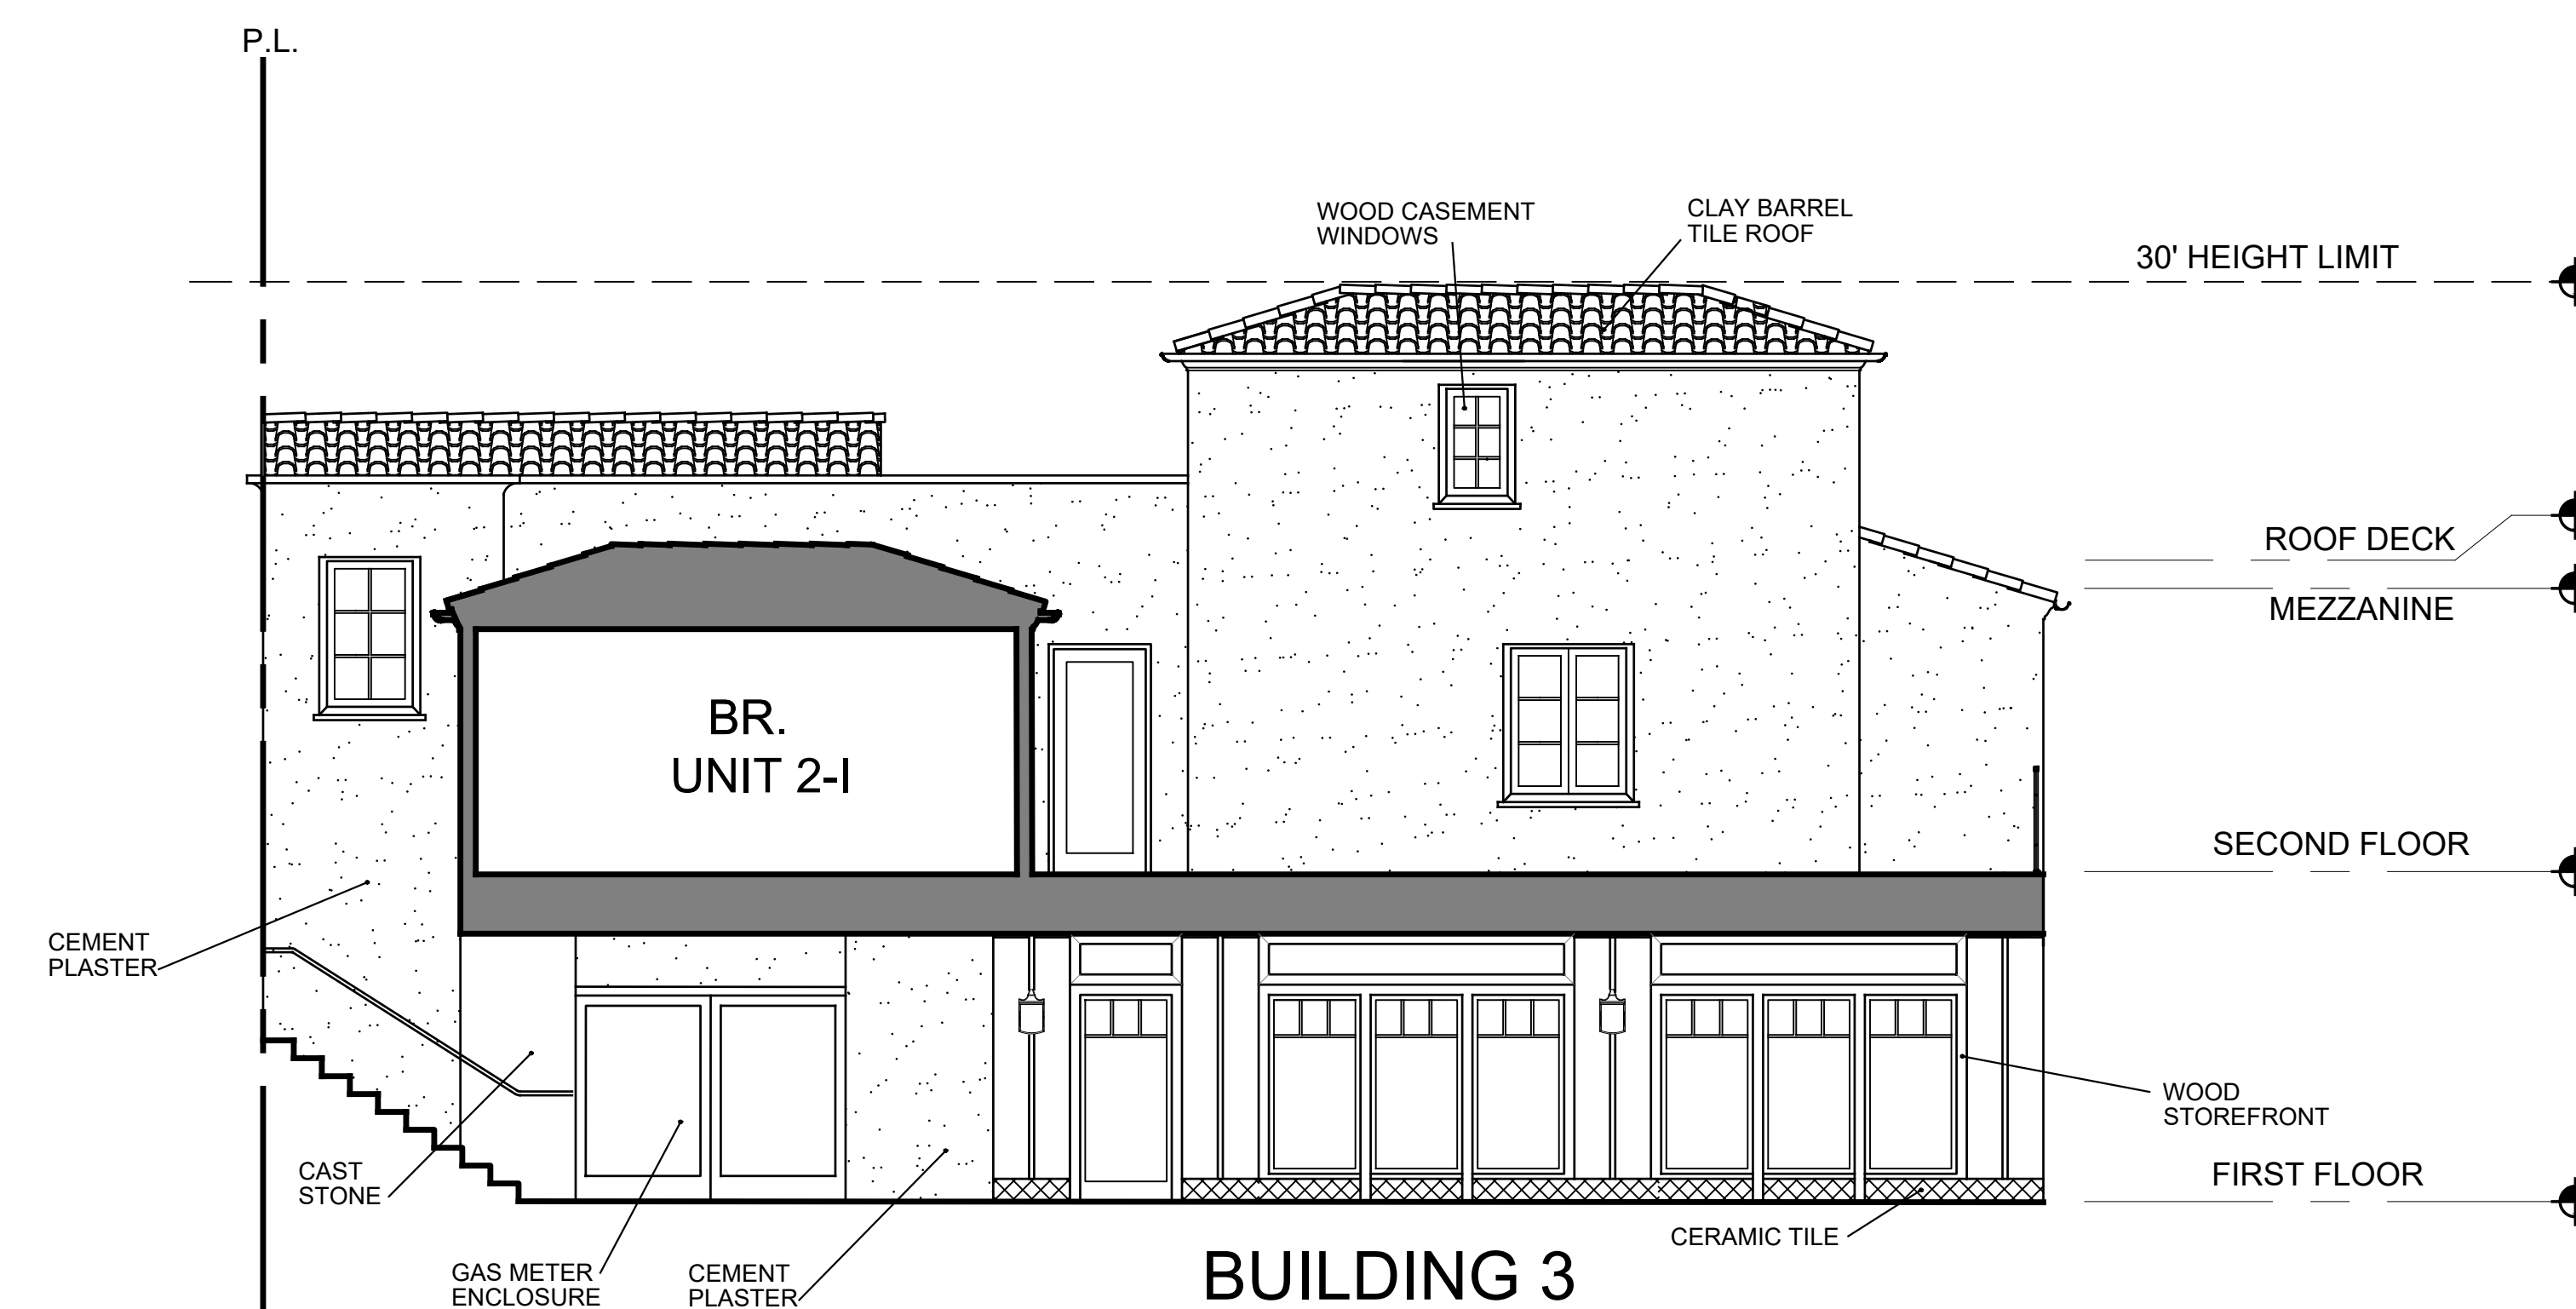 P.L.
WOOD CASEMENT
WINDOWS
CLAY BARREL
TILE ROOF
30' HEIGHT LIMIT
ROOF DECK
MEZZANINE
BR.
UNIT 2-I
SECOND FLOOR
CEMENT
PLASTER
WOOD
STOREFRONT
CAST
STONE
FIRST FLOOR
CERAMIC TILE
GAS METER
ENCLOSURE
CEMENT
PLASTER
BUILDING 3